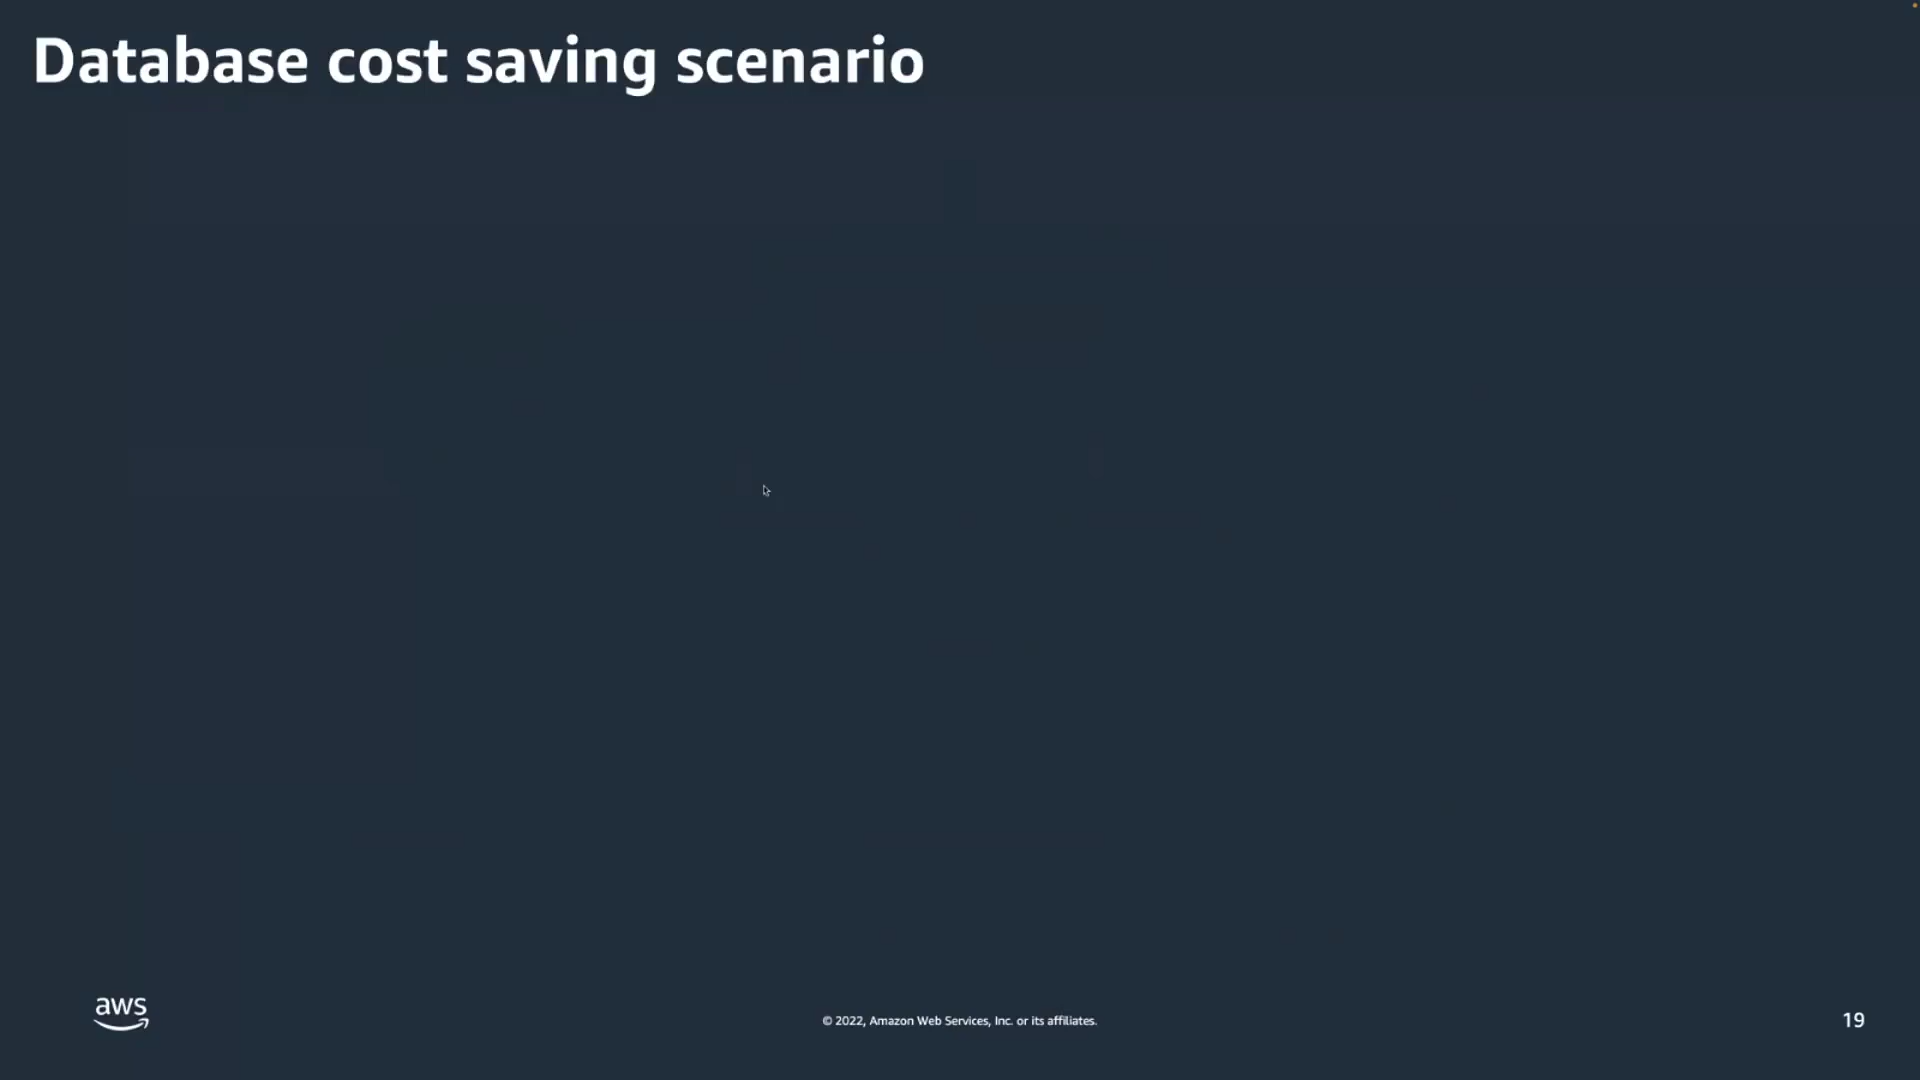 Database cost saving scenario
aws
© 2022, Amazon Web Services, Inc. or its affiliates.
19